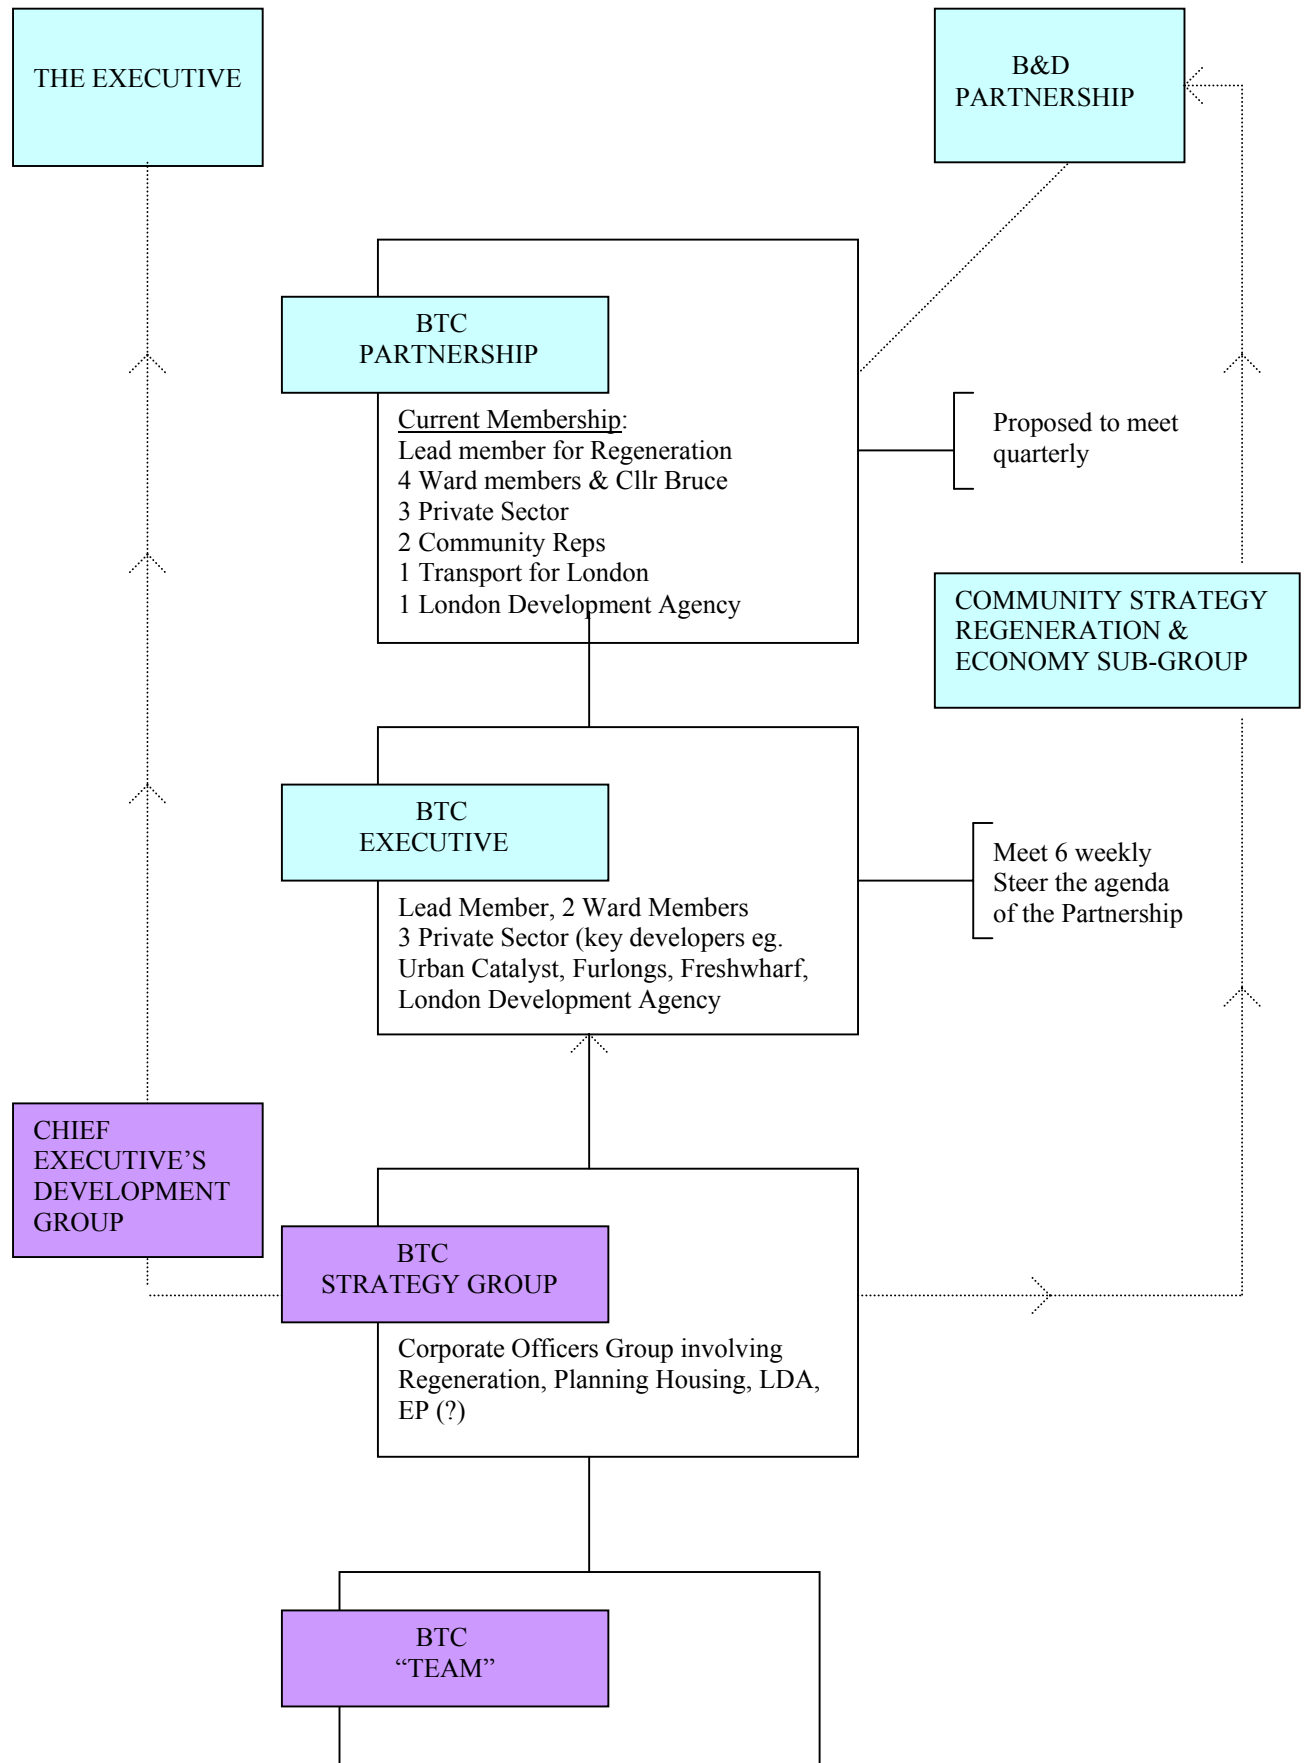 THE EXECUTIVE
B&D
PARTNERSHIP
BTC
PARTNERSHIP
Current Membership:
Lead member for Regeneration
4 Ward members & Cllr Bruce
3 Private Sector
2 Community Reps
1 Transport for London
1 London Development Agency
Proposed to meet
quarterly
COMMUNITY STRATEGY
REGENERATION &
ECONOMY SUB-GROUP
BTC
EXECUTIVE
Lead Member, 2 Ward Members
3 Private Sector (key developers eg.
Urban Catalyst, Furlongs, Freshwharf,
London Development Agency
Meet 6 weekly
Steer the agenda
of the Partnership
CHIEF
EXECUTIVE’S
DEVELOPMENT
GROUP
BTC
STRATEGY GROUP
Corporate Officers Group involving
Regeneration, Planning Housing, LDA,
EP (?)
BTC
“TEAM”